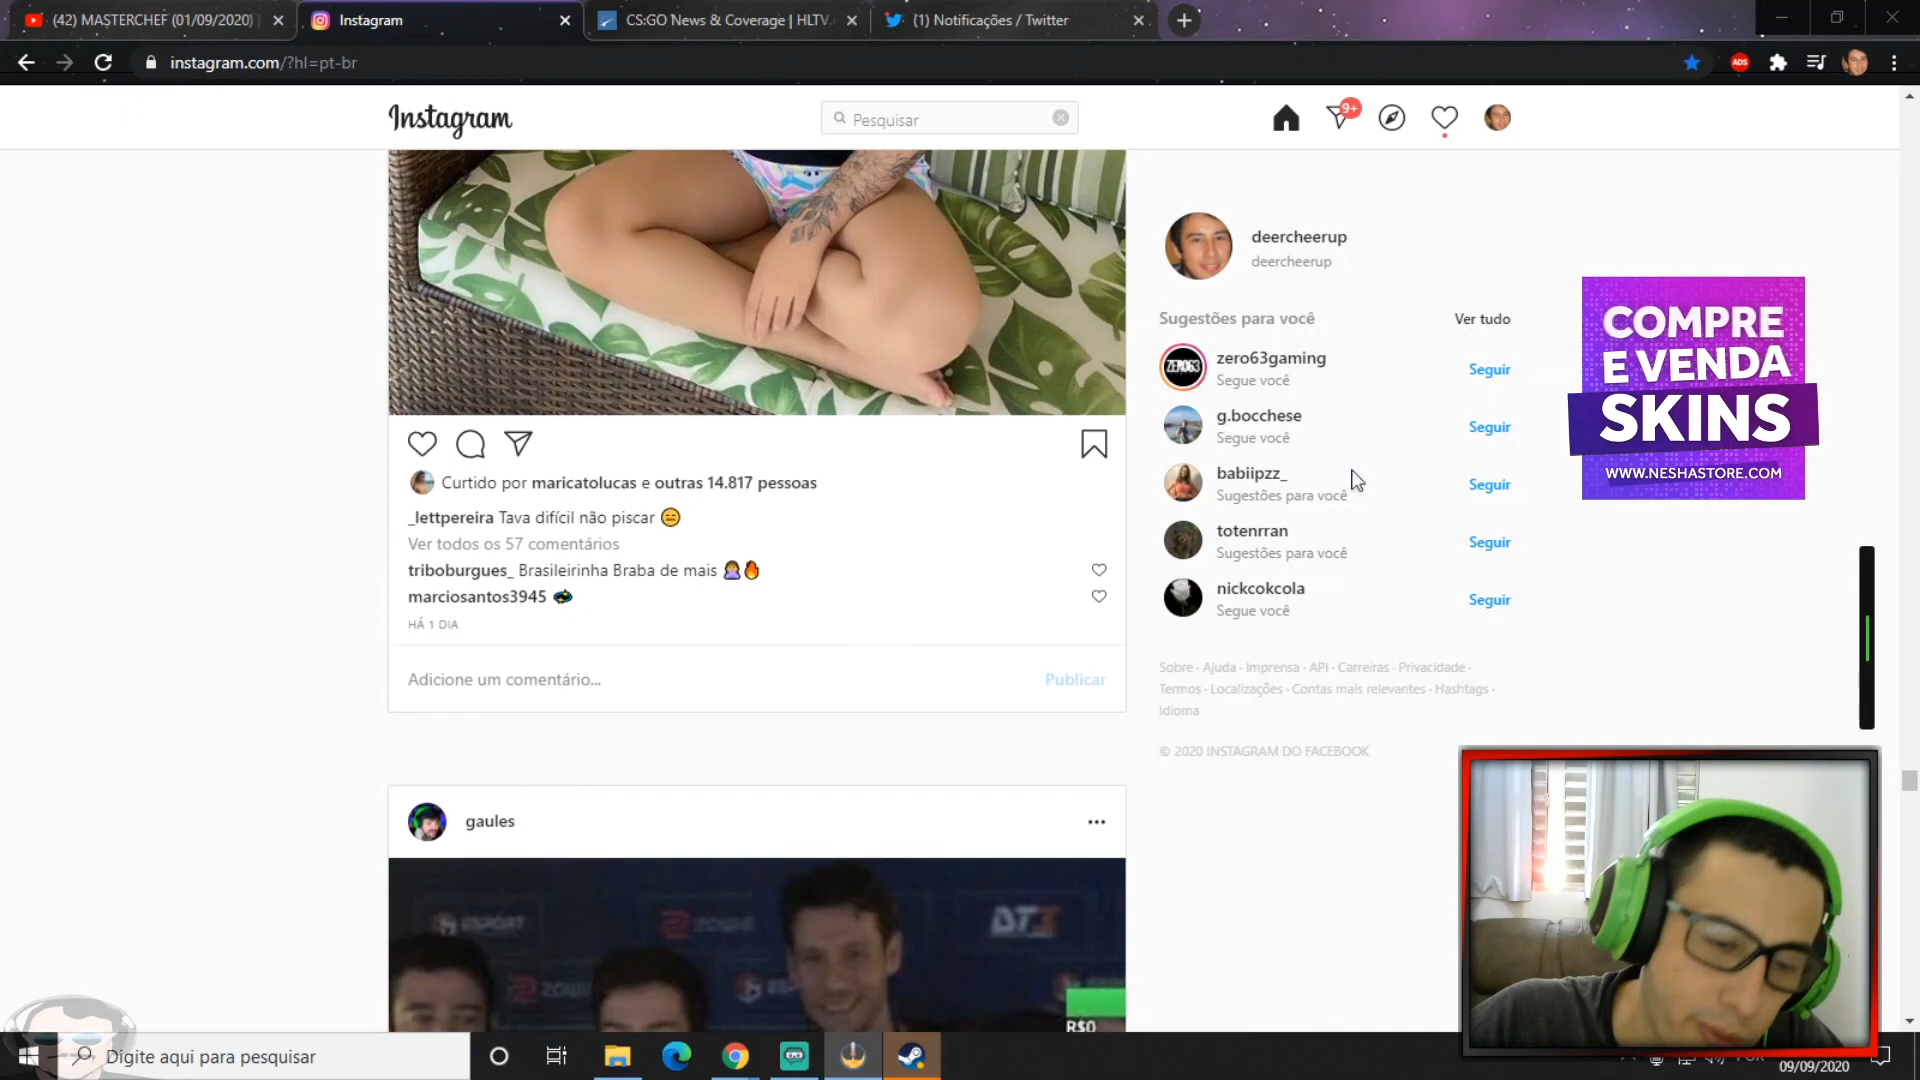 (42) MASTERCHEF (01/09/2020)
Instagram
CS:GO News & Coverage | HLTV.
(1) Notificações / Twitter
instagram.com/?hl=pt-br
ADS
Instagram
Pesquisar
9+
deercheerup
deercheerup
Sugestões para você
Ver tudo
zero63gaming
Segue você
Seguir
ZERO63
g.bocchese
Segue você
Seguir
babiipzz_
Sugestões para você
Seguir
totenrran
Sugestões para você
Seguir
nickcokcola
Segue você
Seguir
Sobre · Ajuda · Imprensa · API · Carreiras · Privacidade ·
Termos · Localizações · Contas mais relevantes · Hashtags ·
Idioma
© 2020 INSTAGRAM DO FACEBOOK
COMPRE
E VENDA
SKINS
WWW.NESHASTORE.COM
Curtido por maricatolucas e outras 14.817 pessoas
_lettpereira Tava difícil não piscar 😑
Ver todos os 57 comentários
triboburgues_ Brasileirinha Braba de mais 🤷‍♀️🔥
marciosantos3945
HÁ 1 DIA
Adicione um comentário...
Publicar
gaules
R$0
Digite aqui para pesquisar
09/09/2020